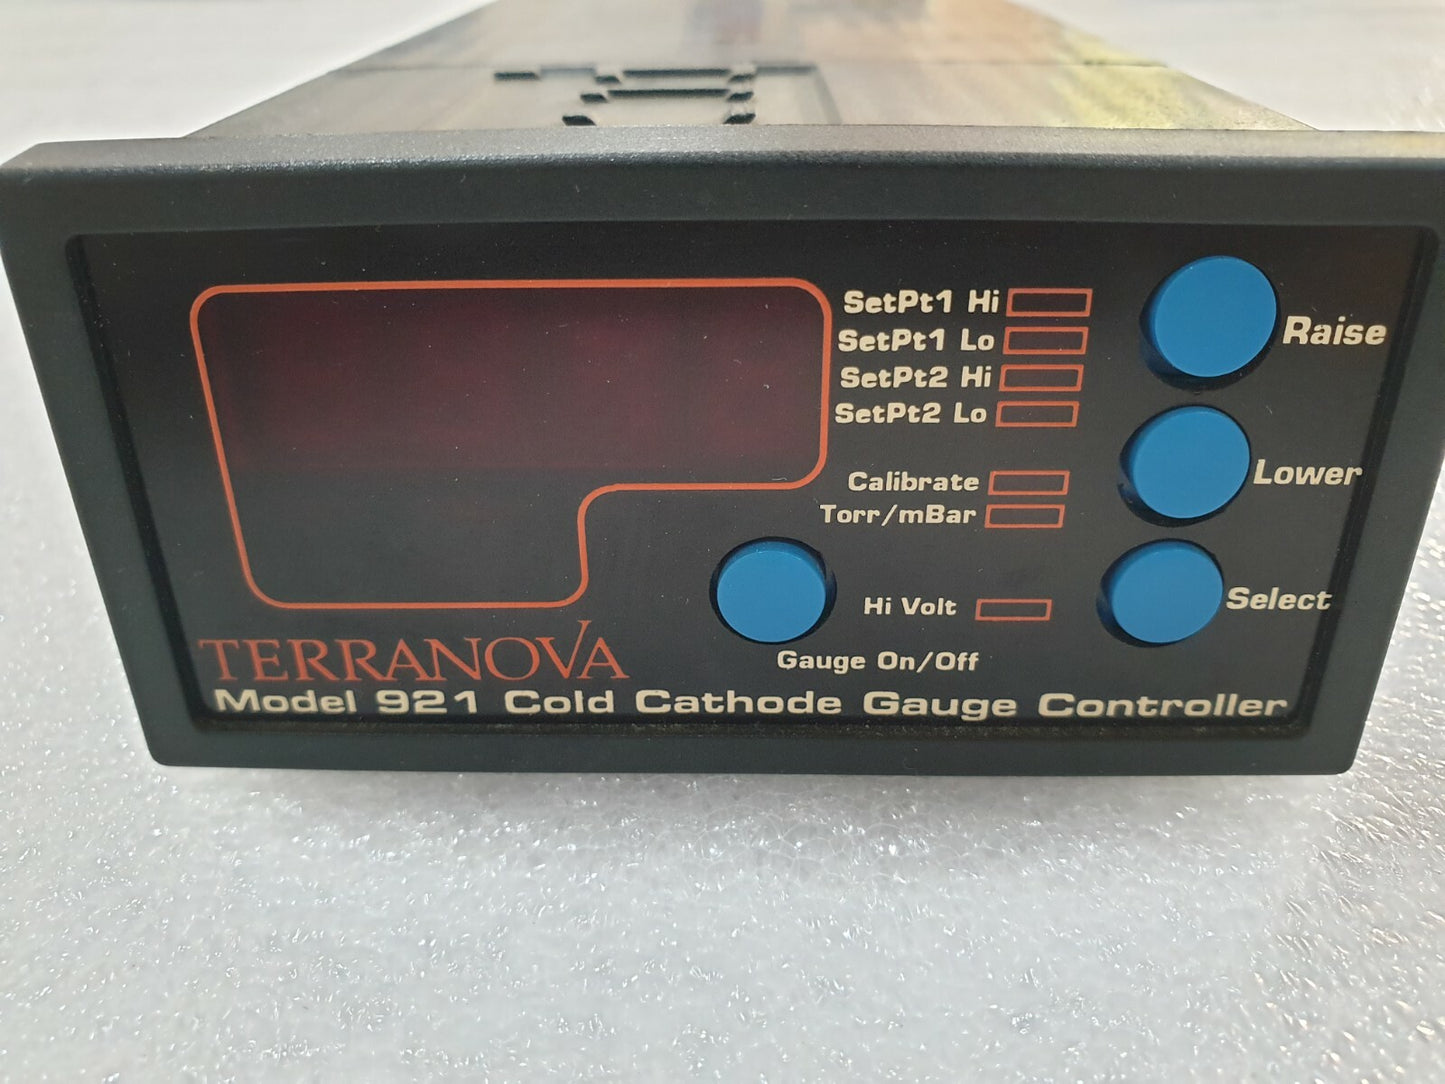 SetPt1 Hi
SetPt1 Lo
SetPt2 Hi
SetPt2 Lo
Raise
Calibrate
Torr/mBar
Lower
Hi Volt
Select
Gauge On/Off
TERRANOVA
Model 921 Cold Cathode Gauge Controller